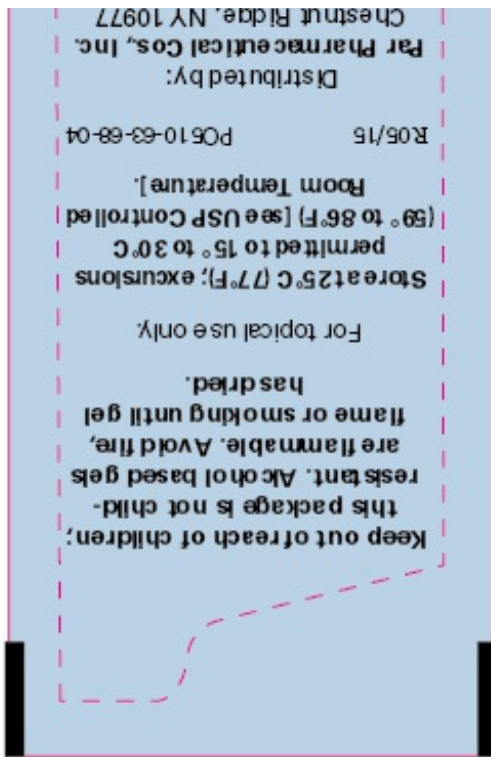 Keep out of reach of children;
this package is not child-
resistant. Alcohol based gels
are flammable. Avoid fire,
flame or smoking until gel
has dried.
For topical use only.
Store at 25°C (77°F); excursions
permitted to 15° to 30°C
(59° to 86°F) [see USP Controlled
Room Temperature].
R05/15 PC510-63-68-04
Distributed by:
Par Pharmaceutical Cos., Inc.
Chestnut Ridge, NY 10977